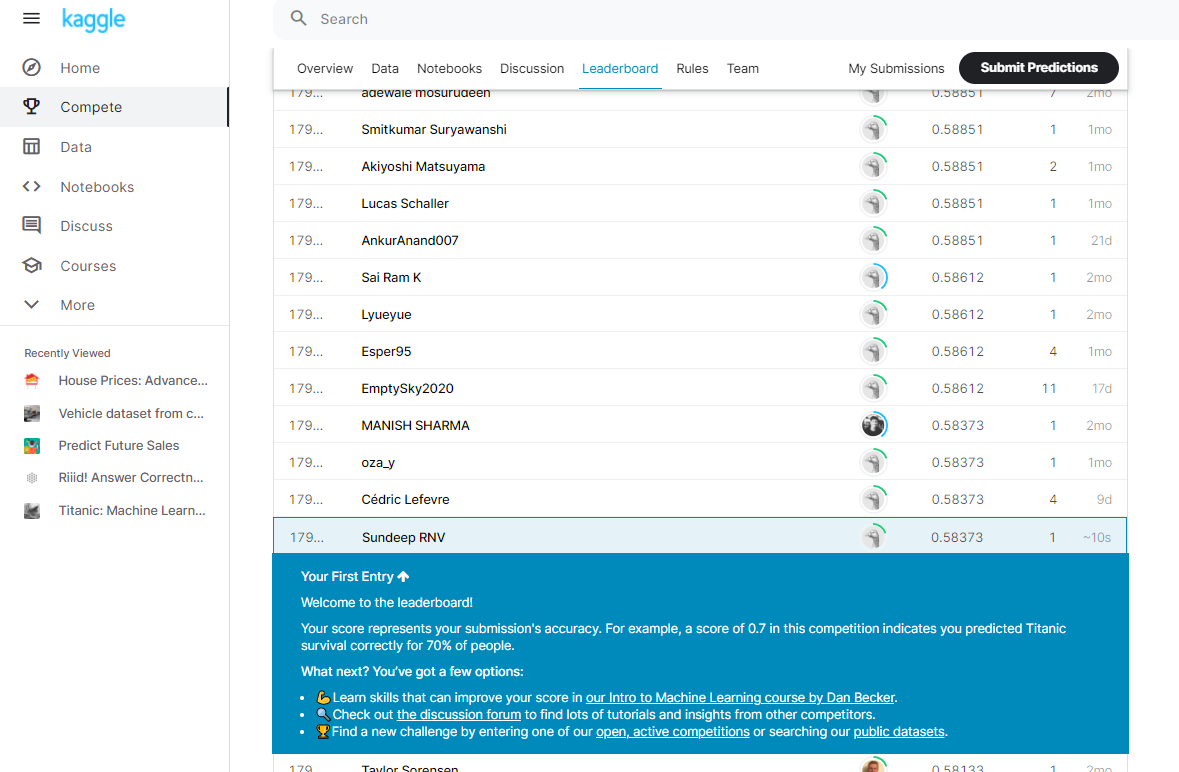 kaggle
Search
Home
Compete
Data
Notebooks
Discuss
Courses
More
Recently Viewed
House Prices: Advance...
Vehicle dataset from c...
Predict Future Sales
Riiid! Answer Correctn...
Titanic: Machine Learn...
Overview Data Notebooks Discussion Leaderboard Rules Team My Submissions Submit Predictions
179... adewale mosurudeen 0.58851 7 2mo
179... Smitkumar Suryawanshi 0.58851 1 1mo
179... Akiyoshi Matsuyama 0.58851 2 1mo
179... Lucas Schaller 0.58851 1 1mo
179... AnkurAnand007 0.58851 1 21d
179... Sai Ram K 0.58612 1 2mo
179... Lyueyue 0.58612 1 2mo
179... Esper95 0.58612 4 1mo
179... EmptySky2020 0.58612 11 17d
179... MANISH SHARMA 0.58373 1 2mo
179... oza_y 0.58373 1 1mo
179... Cédric Lefevre 0.58373 4 9d
179... Sundeep RNV 0.58373 1 ~10s
Your First Entry ↑
Welcome to the leaderboard!
Your score represents your submission's accuracy. For example, a score of 0.7 in this competition indicates you predicted Titanic
survival correctly for 70% of people.
What next? You've got a few options:
• 💪Learn skills that can improve your score in our Intro to Machine Learning course by Dan Becker.
• 🔍Check out the discussion forum to find lots of tutorials and insights from other competitors.
• 🏆Find a new challenge by entering one of our open, active competitions or searching our public datasets.
179... Taylor Sorensen 0.58133 1 2mo